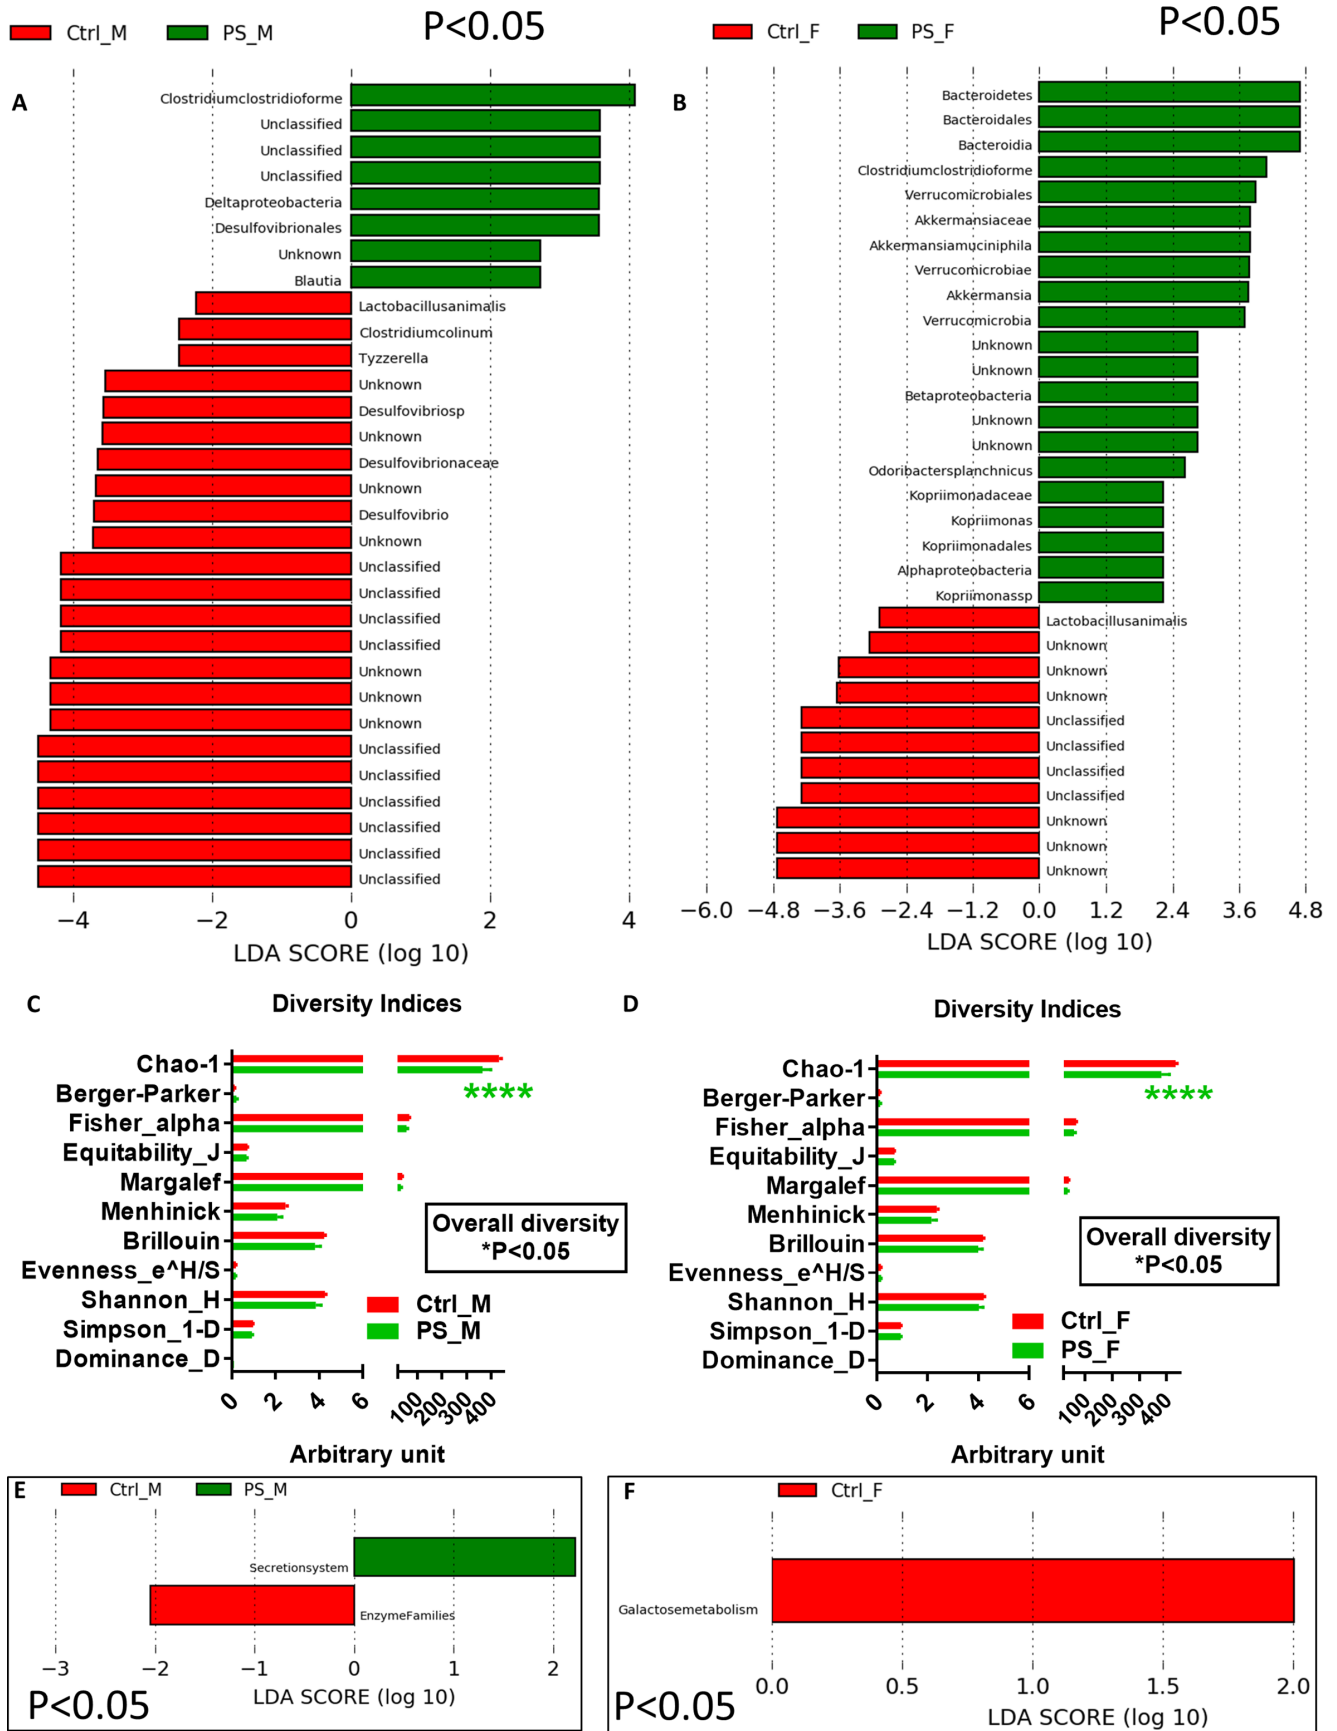 Ctrl_M PS_M P<0.05
A
Clostridiumclostridioforme
Unclassified
Unclassified
Unclassified
Deltaproteobacteria
Desulfovibrionales
Unknown
Blautia
Lactobacillusanimalis
Clostridiumcolinum
Tyzzerella
Unknown
Desulfovibriosp
Unknown
Desulfovibrionaceae
Unknown
Desulfovibrio
Unknown
Unclassified
Unclassified
Unclassified
Unclassified
Unknown
Unknown
Unknown
Unclassified
Unclassified
Unclassified
Unclassified
Unclassified
Unclassified
−4 −2 0 2 4
LDA SCORE (log 10)
Ctrl_F PS_F P<0.05
B
Bacteroidetes
Bacteroidales
Bacteroidia
Clostridiumclostridioforme
Verrucomicrobiales
Akkermansiaceae
Akkermansiamuciniphila
Verrucomicrobiae
Akkermansia
Verrucomicrobia
Unknown
Unknown
Betaproteobacteria
Unknown
Unknown
Odoribactersplanchnicus
Kopriimonadaceae
Kopriimonas
Kopriimonadales
Alphaproteobacteria
Kopriimonassp
Lactobacillusanimalis
Unknown
Unknown
Unknown
Unclassified
Unclassified
Unclassified
Unclassified
Unknown
Unknown
Unknown
−6.0 −4.8 −3.6 −2.4 −1.2 0.0 1.2 2.4 3.6 4.8
LDA SCORE (log 10)
C Diversity Indices
Chao-1
Berger-Parker ****
Fisher_alpha
Equitability_J
Margalef
Menhinick
Brillouin
Evenness_e^H/S
Shannon_H
Simpson_1-D
Dominance_D
Overall diversity
*P<0.05
Ctrl_M
PS_M
0 2 4 6 100 200 300 400
Arbitrary unit
D Diversity Indices
Chao-1
Berger-Parker ****
Fisher_alpha
Equitability_J
Margalef
Menhinick
Brillouin
Evenness_e^H/S
Shannon_H
Simpson_1-D
Dominance_D
Overall diversity
*P<0.05
Ctrl_F
PS_F
0 2 4 6 100 200 300 400
Arbitrary unit
E Ctrl_M PS_M
Secretionsystem
EnzymeFamilies
−3 −2 −1 0 1 2
LDA SCORE (log 10)
P<0.05
F Ctrl_F
Galactosemetabolism
0.0 0.5 1.0 1.5 2.0
LDA SCORE (log 10)
P<0.05